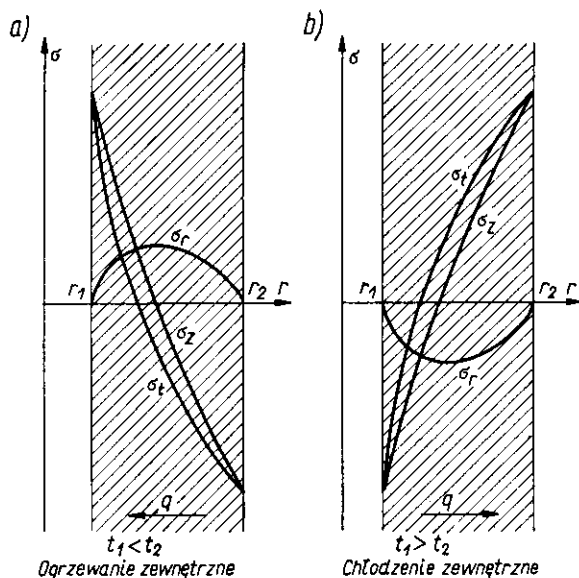 a)
σ
σr
r1
r2 r
σz
σt
q
t1 < t2
Ogrzewanie zewnętrzne
b)
σ
σt
σz
r1
r2 r
σr
q
t1 > t2
Chłodzenie zewnętrzne